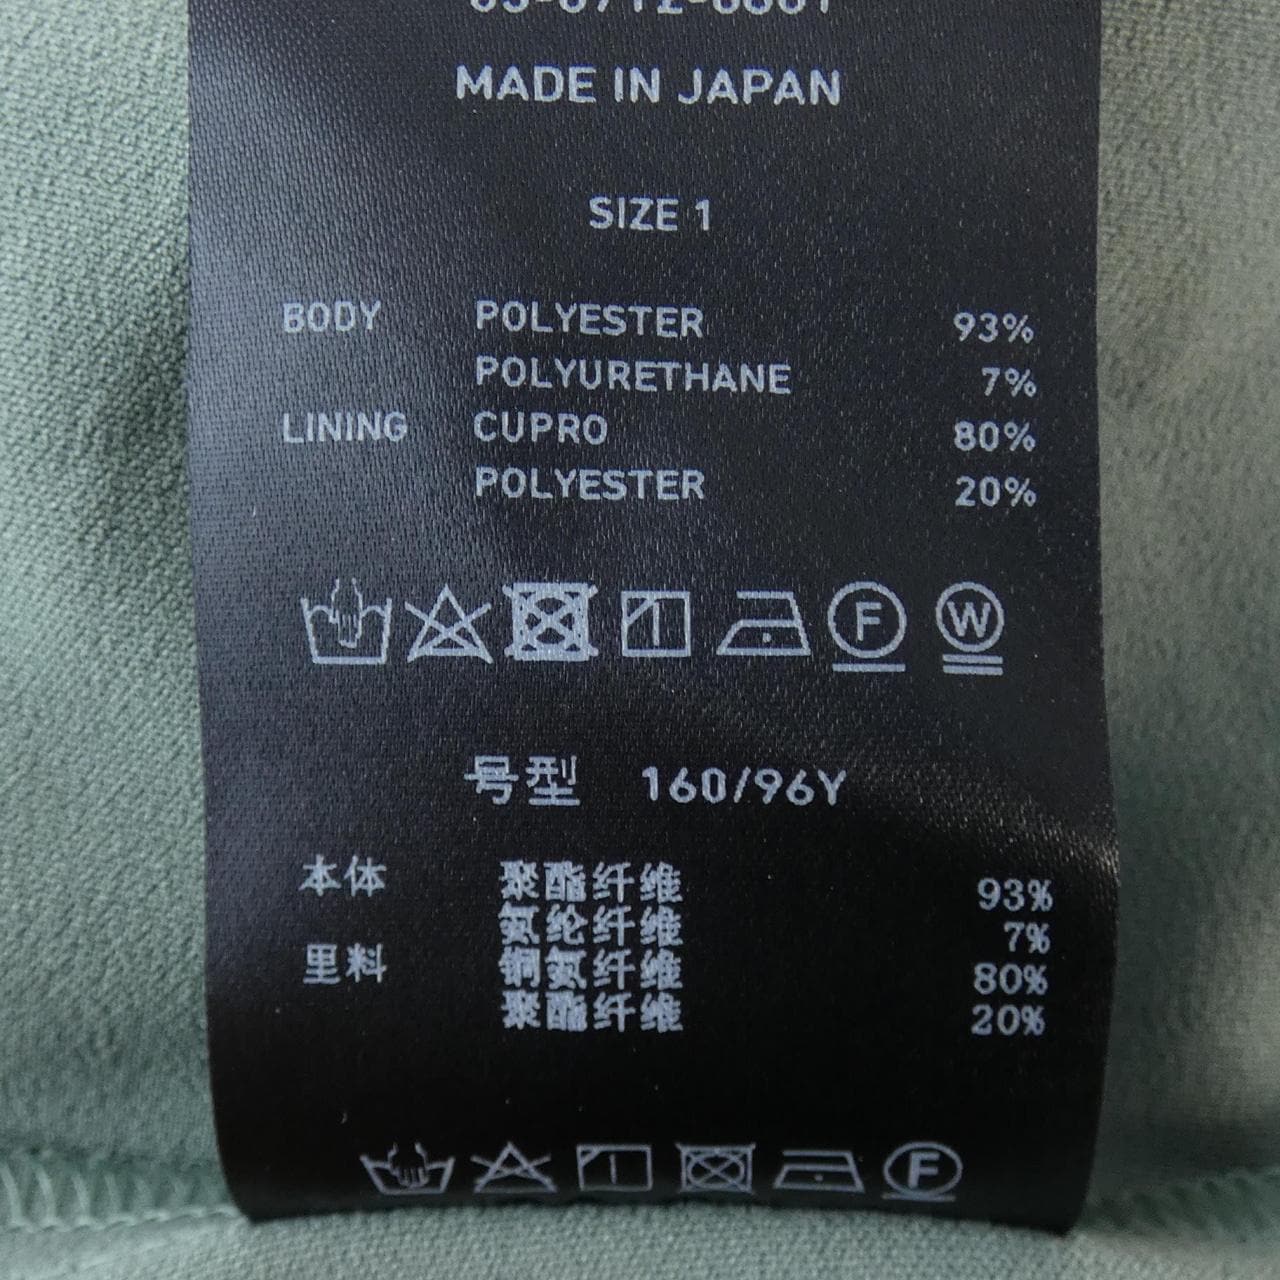 MADE IN JAPAN
SIZE 1
BODY POLYESTER 93%
POLYURETHANE 7%
LINING CUPRO 80%
POLYESTER 20%
F W
号型 160/96Y
本体 聚酯纤维 93%
氨纶纤维 7%
里料 铜氨纤维 80%
聚酯纤维 20%
F